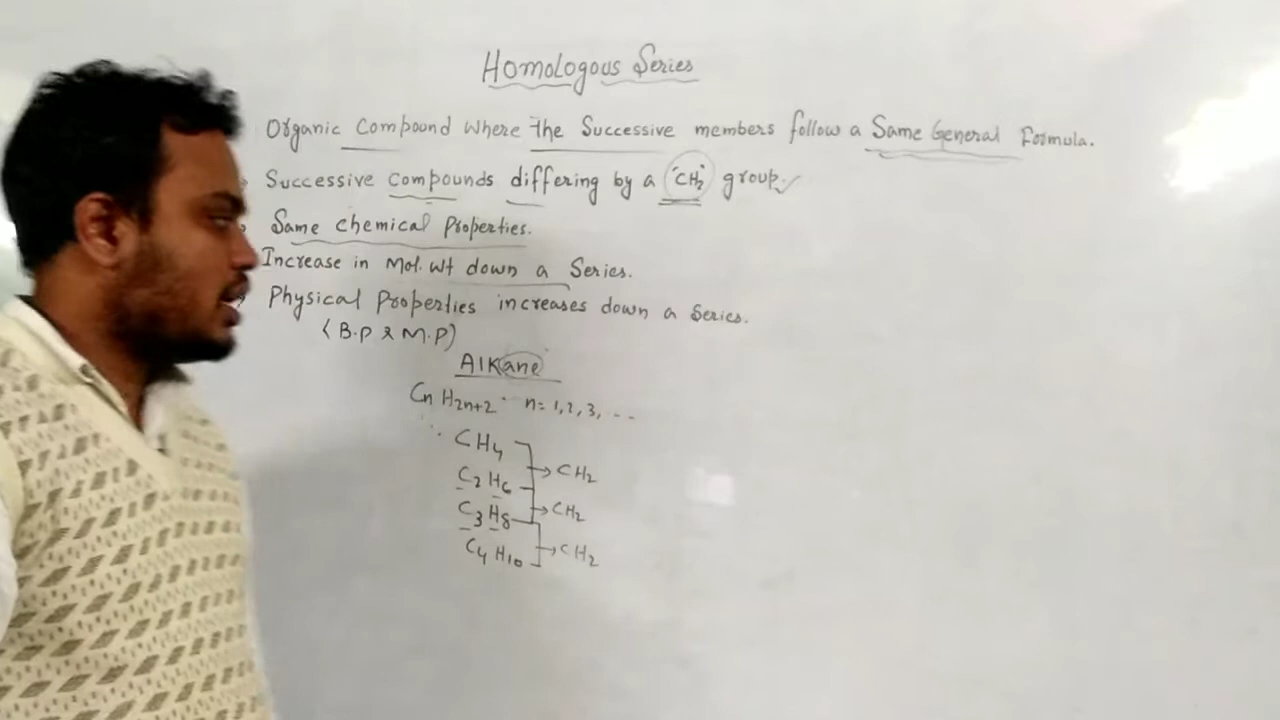 Homologous Series
Organic Compound Where the Successive members follow a Same General Formula.
Successive Compounds differing by a "CH₂" group
Same chemical Properties.
Increase in Mol. Wt down a Series.
Physical Properties increases down a Series.
(B.P & M.P)
Alkane
CnH2n+2 n= 1, 2, 3, ...
CH₄
→ CH₂
C₂H₆
→ CH₂
C₃H₈
→ CH₂
C₄H₁₀